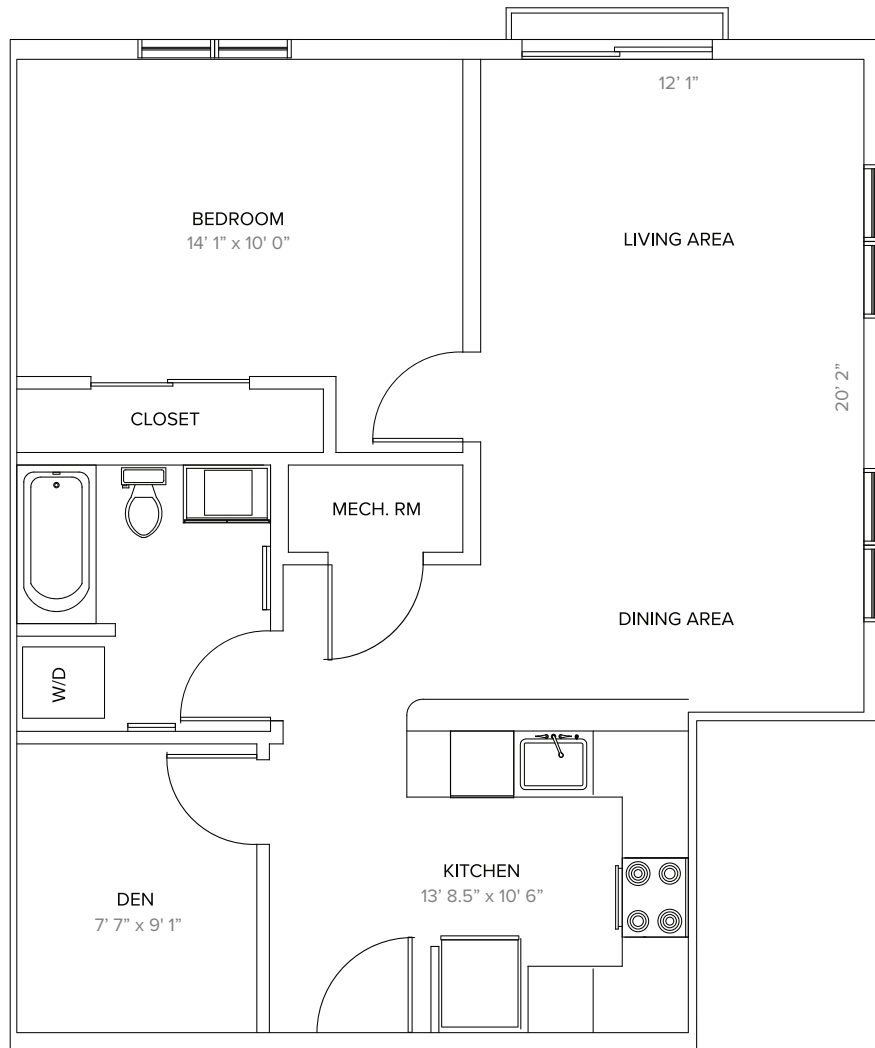 12’ 1”
BEDROOM
14’ 1” x 10’ 0”
LIVING AREA
20’ 2”
CLOSET
MECH. RM
DINING AREA
W/D
KITCHEN
13’ 8.5” x 10’ 6”
DEN
7’ 7” x 9’ 1”